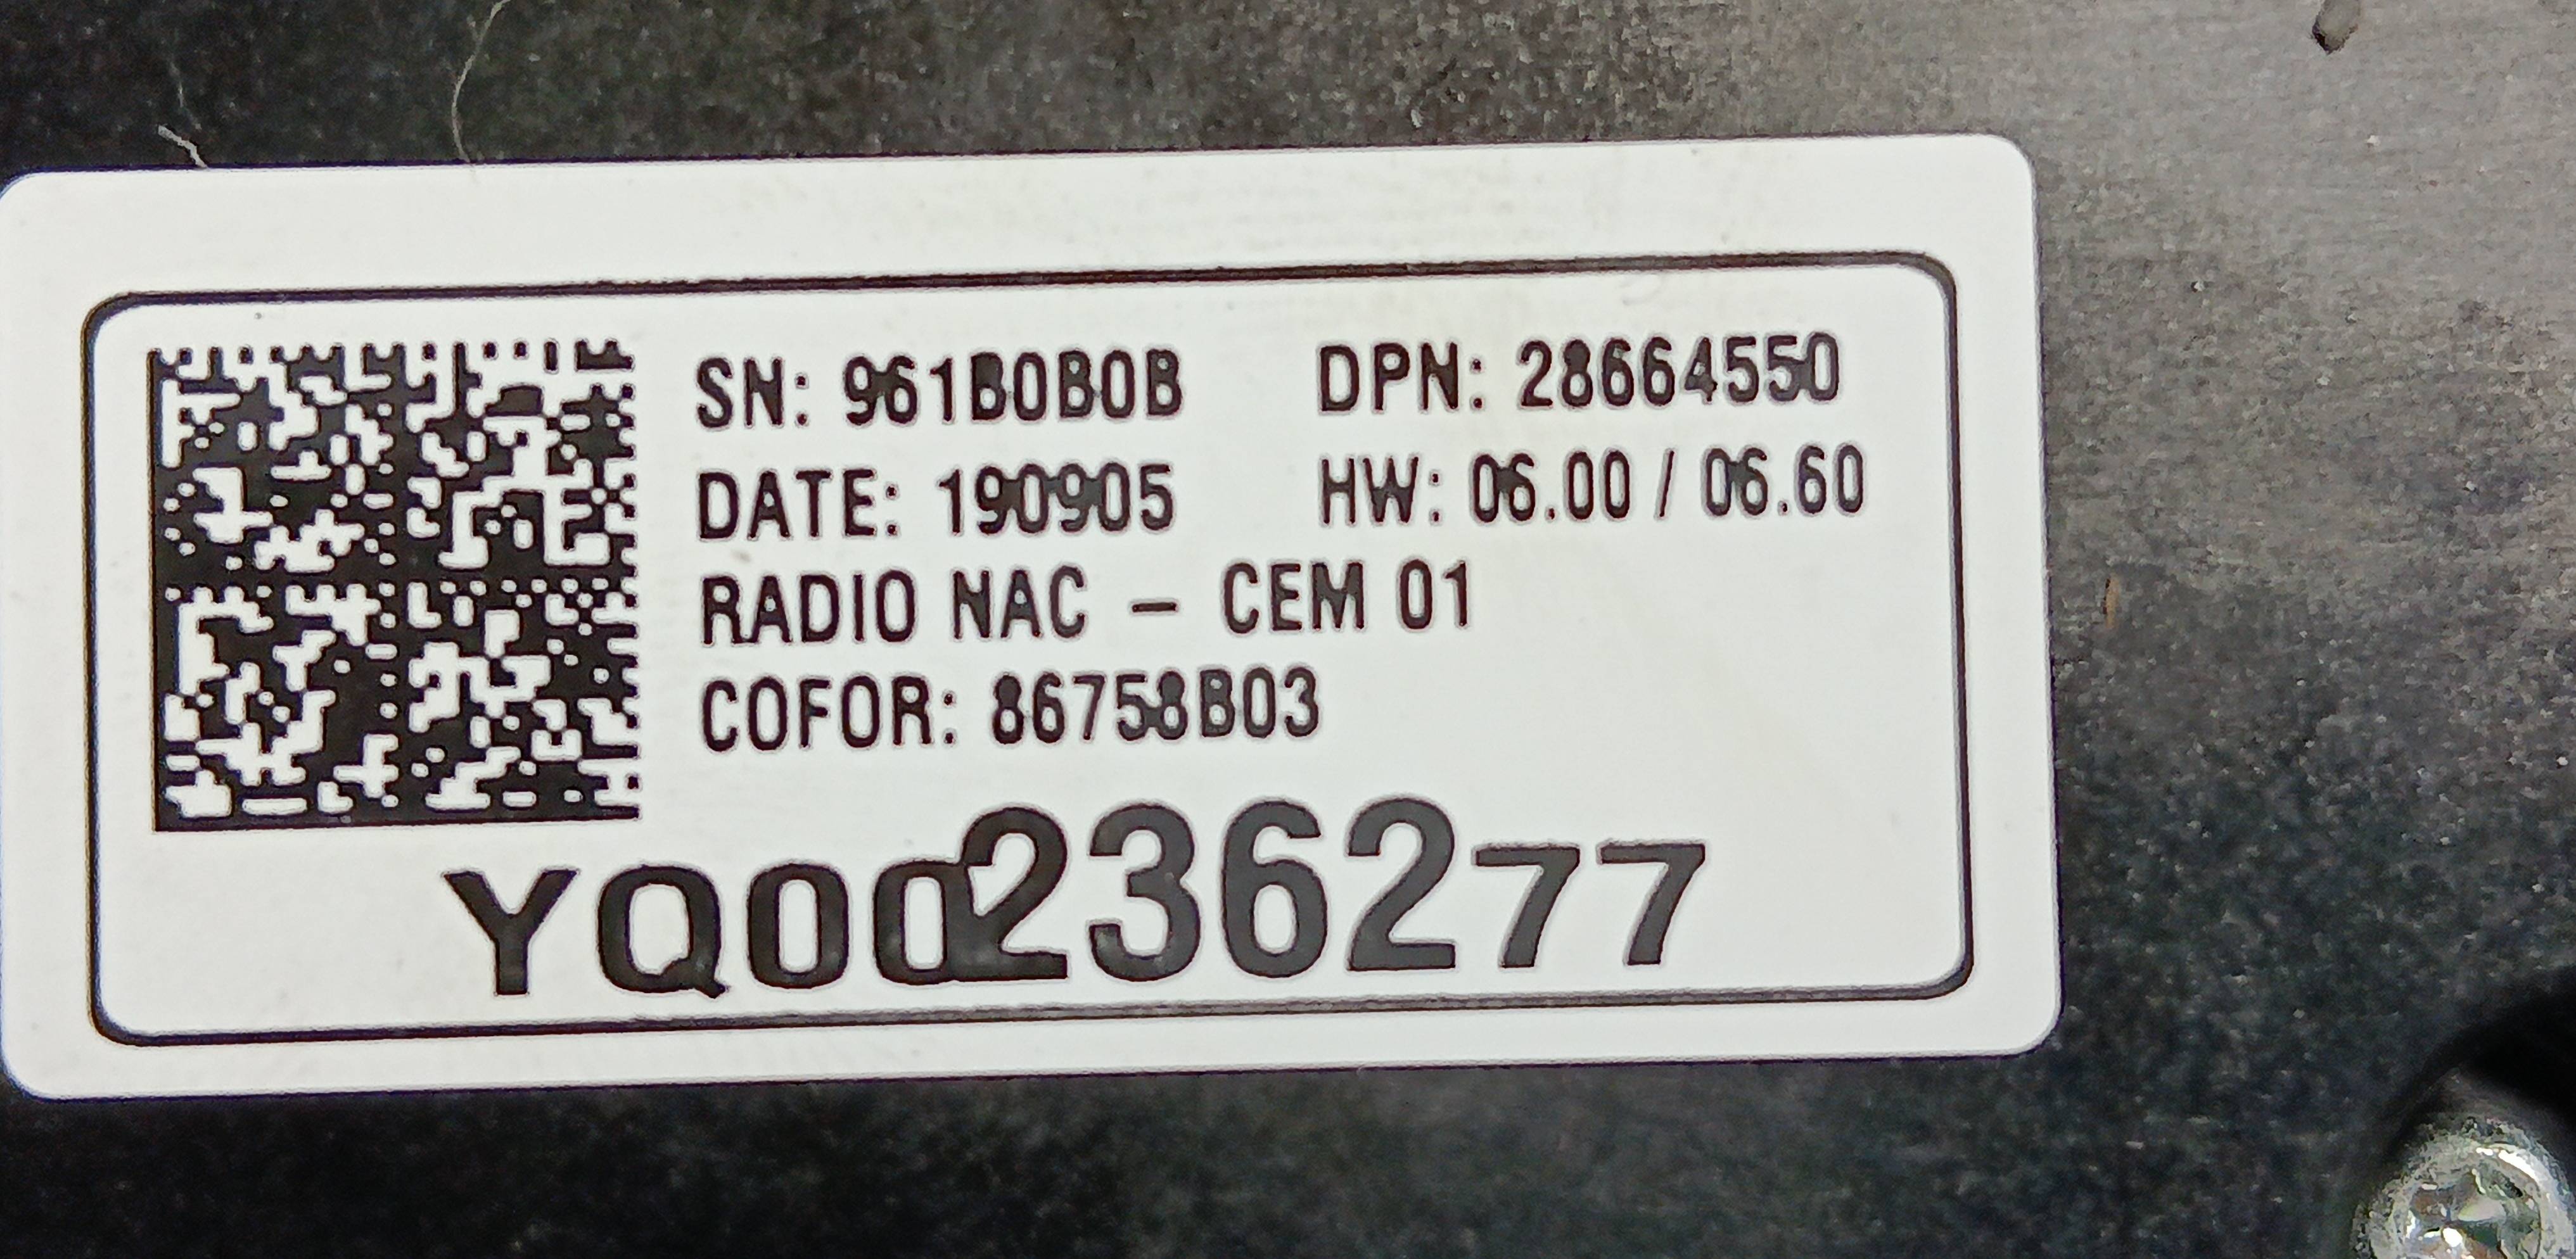 SN: 961B0B0B DPN: 28664550
DATE: 190905 HW: 06.00 / 06.60
RADIO NAC – CEM 01
COFOR: 86758B03
YQ00236277